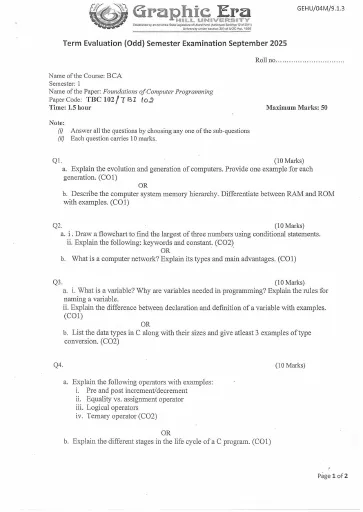 GEHU/04M/9.1.3
Graphic Era
HILL UNIVERSITY
Term Evaluation (Odd) Semester Examination September 2025
Roll no..............................
Name of the Course: BCA
Semester: 1
Name of the Paper: Foundations of Computer Programming
Paper Code: TBC 102/TBI 102
Time: 1.5 hour Maximum Marks: 50
Note:
(i) Answer all the questions by choosing any one of the sub-questions
(ii) Each question carries 10 marks.
Q1. (10 Marks)
a. Explain the evolution and generation of computers. Provide one example for each
generation. (CO1)
OR
b. Describe the computer system memory hierarchy. Differentiate between RAM and ROM
with examples. (CO1)
Q2. (10 Marks)
a. i. Draw a flowchart to find the largest of three numbers using conditional statements.
ii. Explain the following: keywords and constant. (CO2)
OR
b. What is a computer network? Explain its types and main advantages. (CO1)
Q3. (10 Marks)
a. i. What is a variable? Why are variables needed in programming? Explain the rules for
naming a variable.
ii. Explain the difference between declaration and definition of a variable with examples.
(CO1)
OR
b. List the data types in C along with their sizes and give atleast 3 examples of type
conversion. (CO2)
Q4. (10 Marks)
a. Explain the following operators with examples:
i. Pre and post increment/decrement
ii. Equality vs. assignment operator
iii. Logical operators
iv. Ternary operator (CO2)
OR
b. Explain the different stages in the life cycle of a C program. (CO1)
Page 1 of 2